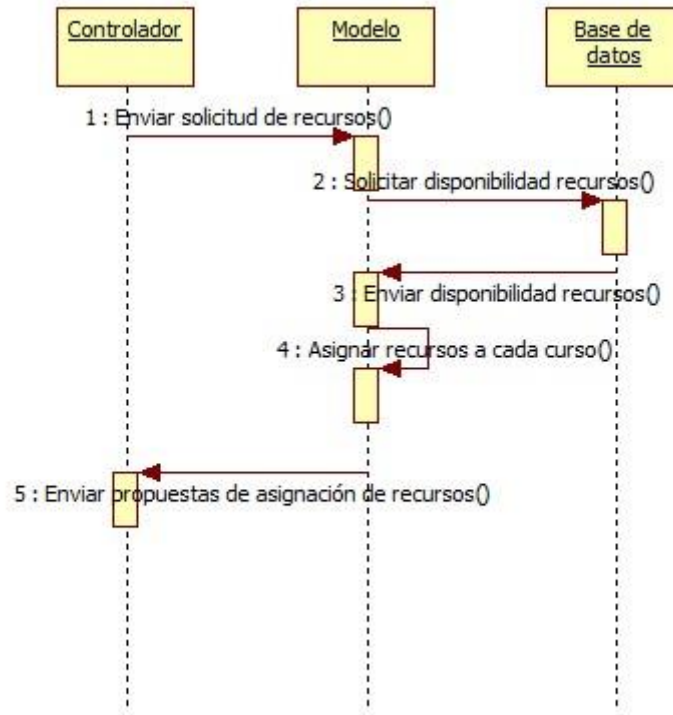 Controlador
Modelo
Base de
datos
1 : Enviar solicitud de recursos()
2 : Solicitar disponibilidad recursos()
3 : Enviar disponibilidad recursos()
4 : Asignar recursos a cada curso()
5 : Enviar propuestas de asignación de recursos()